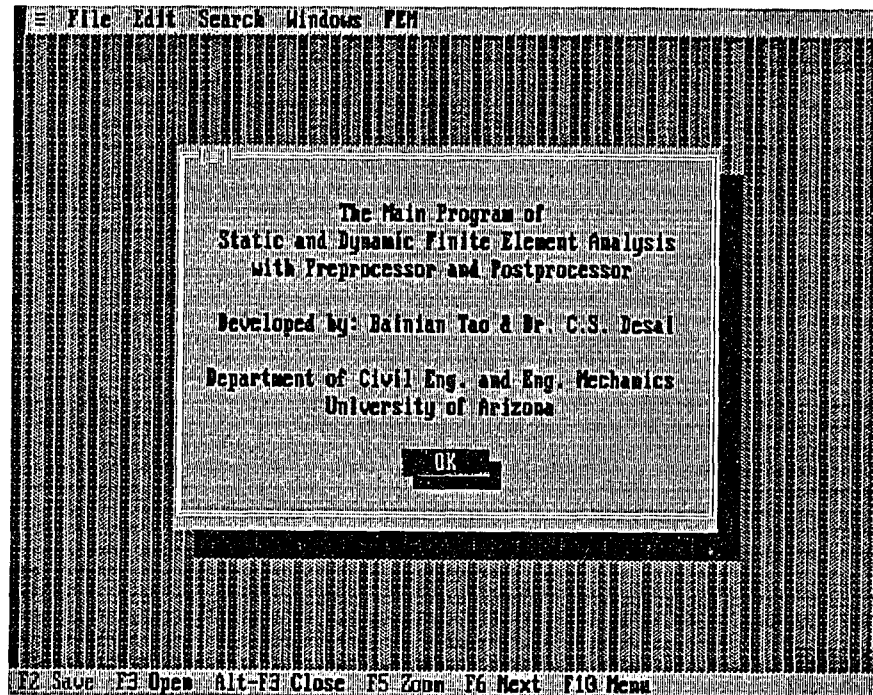 ≡ File Edit Search Windows FEM
The Main Program of
Static and Dynamic Finite Element Analysis
with Preprocessor and Postprocessor
Developed by: Bainian Tao & Dr. C.S. Desai
Department of Civil Eng. and Eng. Mechanics
University of Arizona
OK
F2 Save F3 Open Alt-F3 Close F5 Zoom F6 Next F10 Menu